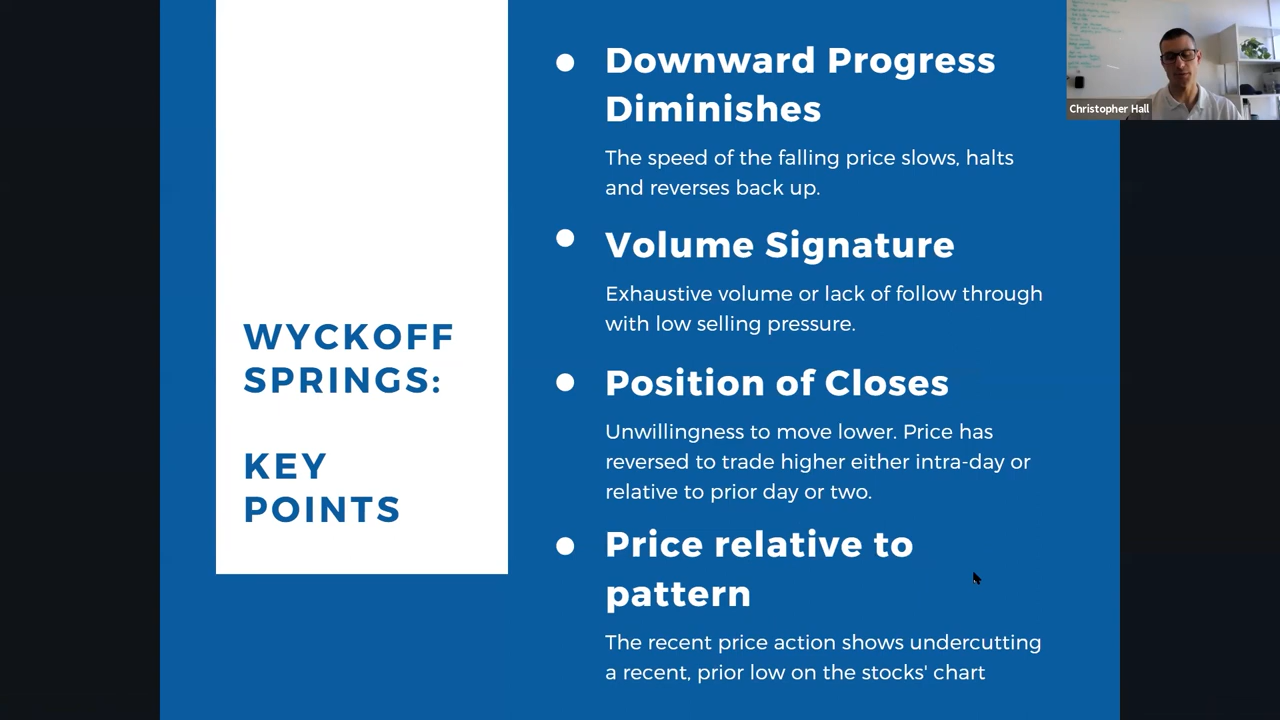 WYCKOFF
SPRINGS:
KEY
POINTS
Downward Progress
Diminishes
The speed of the falling price slows, halts
and reverses back up.
Volume Signature
Exhaustive volume or lack of follow through
with low selling pressure.
Position of Closes
Unwillingness to move lower. Price has
reversed to trade higher either intra-day or
relative to prior day or two.
Price relative to
pattern
The recent price action shows undercutting
a recent, prior low on the stocks' chart
Christopher Hall